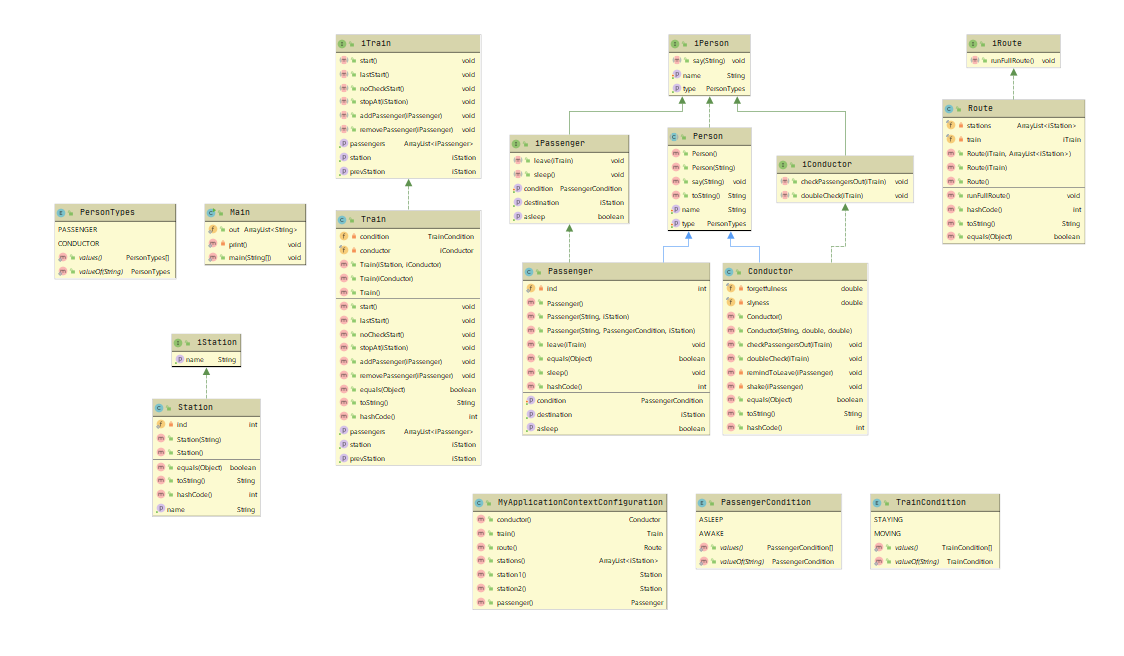 iTrain
start() void
lastStart() void
noCheckStart() void
stopAt(iStation) void
addPassenger(iPassenger) void
removePassenger(iPassenger) void
passengers ArrayList<iPassenger>
station iStation
prevStation iStation
iPerson
say(String) void
name String
type PersonTypes
iRoute
runFullRoute() void
Route
stations ArrayList<iStation>
train iTrain
Route(iTrain, ArrayList<iStation>)
Route(iTrain)
Route()
runFullRoute() void
hashCode() int
toString() String
equals(Object) boolean
iPassenger
leave(iTrain) void
sleep() void
condition PassengerCondition
destination iStation
asleep boolean
Person
Person()
Person(String)
say(String) void
toString() String
name String
type PersonTypes
iConductor
checkPassengersOut(iTrain) void
doubleCheck(iTrain) void
PersonTypes
PASSENGER
CONDUCTOR
values() PersonTypes[]
valueOf(String) PersonTypes
Main
out ArrayList<String>
print() void
main(String[]) void
Train
condition TrainCondition
conductor iConductor
Train(iStation, iConductor)
Train(iConductor)
Train()
start() void
lastStart() void
noCheckStart() void
stopAt(iStation) void
addPassenger(iPassenger) void
removePassenger(iPassenger) void
equals(Object) boolean
toString() String
hashCode() int
passengers ArrayList<iPassenger>
station iStation
prevStation iStation
Passenger
ind int
Passenger()
Passenger(String, iStation)
Passenger(String, PassengerCondition, iStation)
leave(iTrain) void
equals(Object) boolean
sleep() void
hashCode() int
condition PassengerCondition
destination iStation
asleep boolean
Conductor
forgetfulness double
slyness double
Conductor()
Conductor(String, double, double)
checkPassengersOut(iTrain) void
doubleCheck(iTrain) void
remindToLeave(iPassenger) void
shake(iPassenger) void
equals(Object) boolean
toString() String
hashCode() int
iStation
name String
Station
ind int
Station(String)
Station()
equals(Object) boolean
toString() String
hashCode() int
name String
MyApplicationContextConfiguration
conductor() Conductor
train() Train
route() Route
stations() ArrayList<iStation>
station1() Station
station2() Station
passenger() Passenger
PassengerCondition
ASLEEP
AWAKE
values() PassengerCondition[]
valueOf(String) PassengerCondition
TrainCondition
STAYING
MOVING
values() TrainCondition[]
valueOf(String) TrainCondition